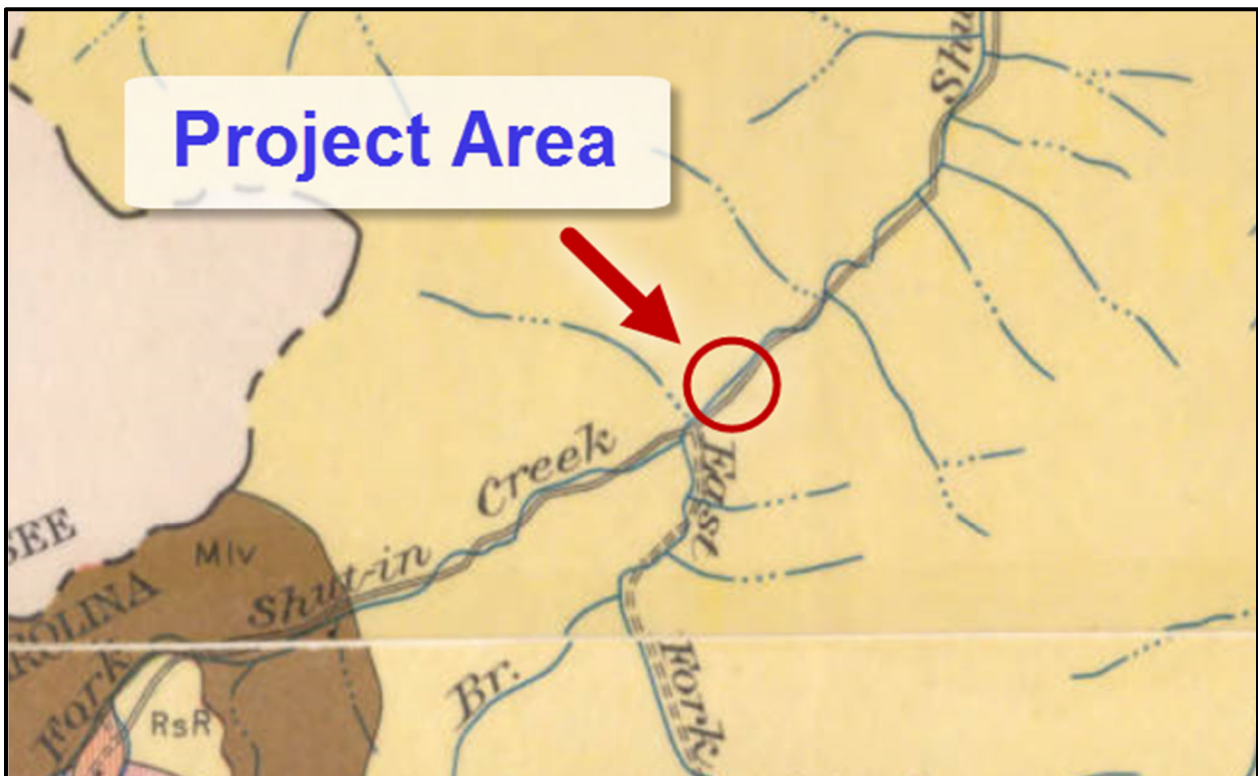 Shu
Project Area
Creek
East
SEE
Mlv
Shut-in
ROLINA
Fork
Br.
Fork
RsR